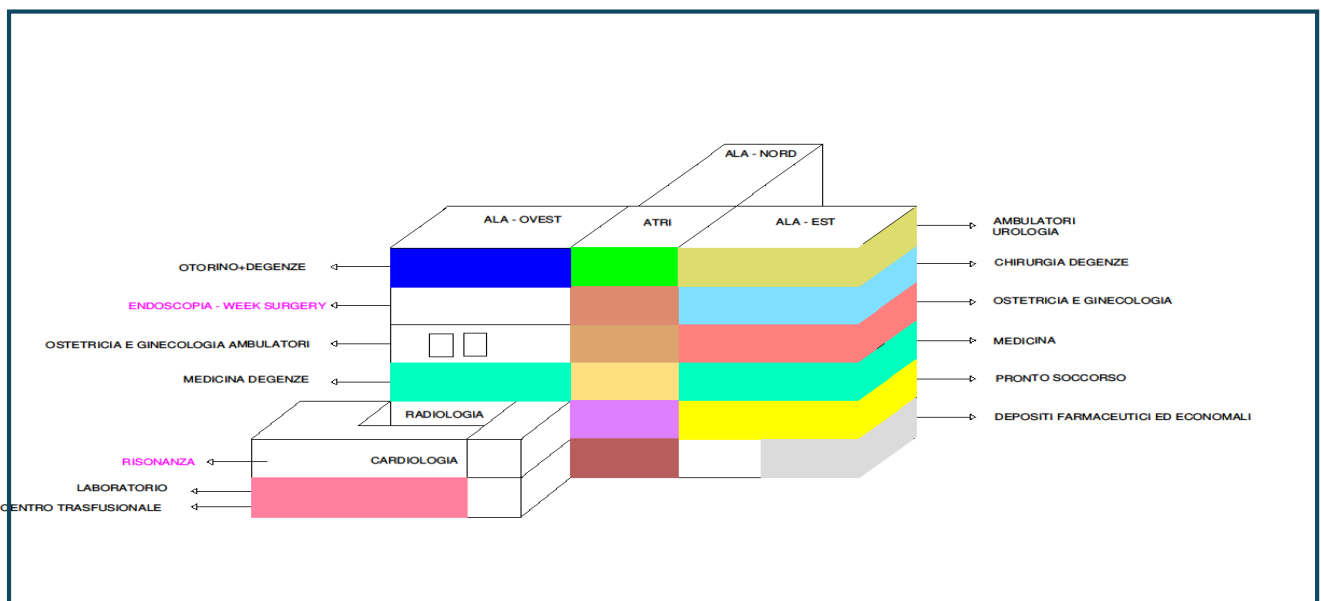 ALA - NORD
ALA - OVEST
ATRI
ALA - EST
AMBULATORI
UROLOGIA
OTORINO+DEGENZE
CHIRURGIA DEGENZE
ENDOSCOPIA - WEEK SURGERY
OSTETRICIA E GINECOLOGIA
OSTETRICIA E GINECOLOGIA AMBULATORI
MEDICINA
MEDICINA DEGENZE
PRONTO SOCCORSO
RADIOLOGIA
DEPOSITI FARMACEUTICI ED ECONOMALI
RISONANZA
CARDIOLOGIA
LABORATORIO
CENTRO TRASFUSIONALE